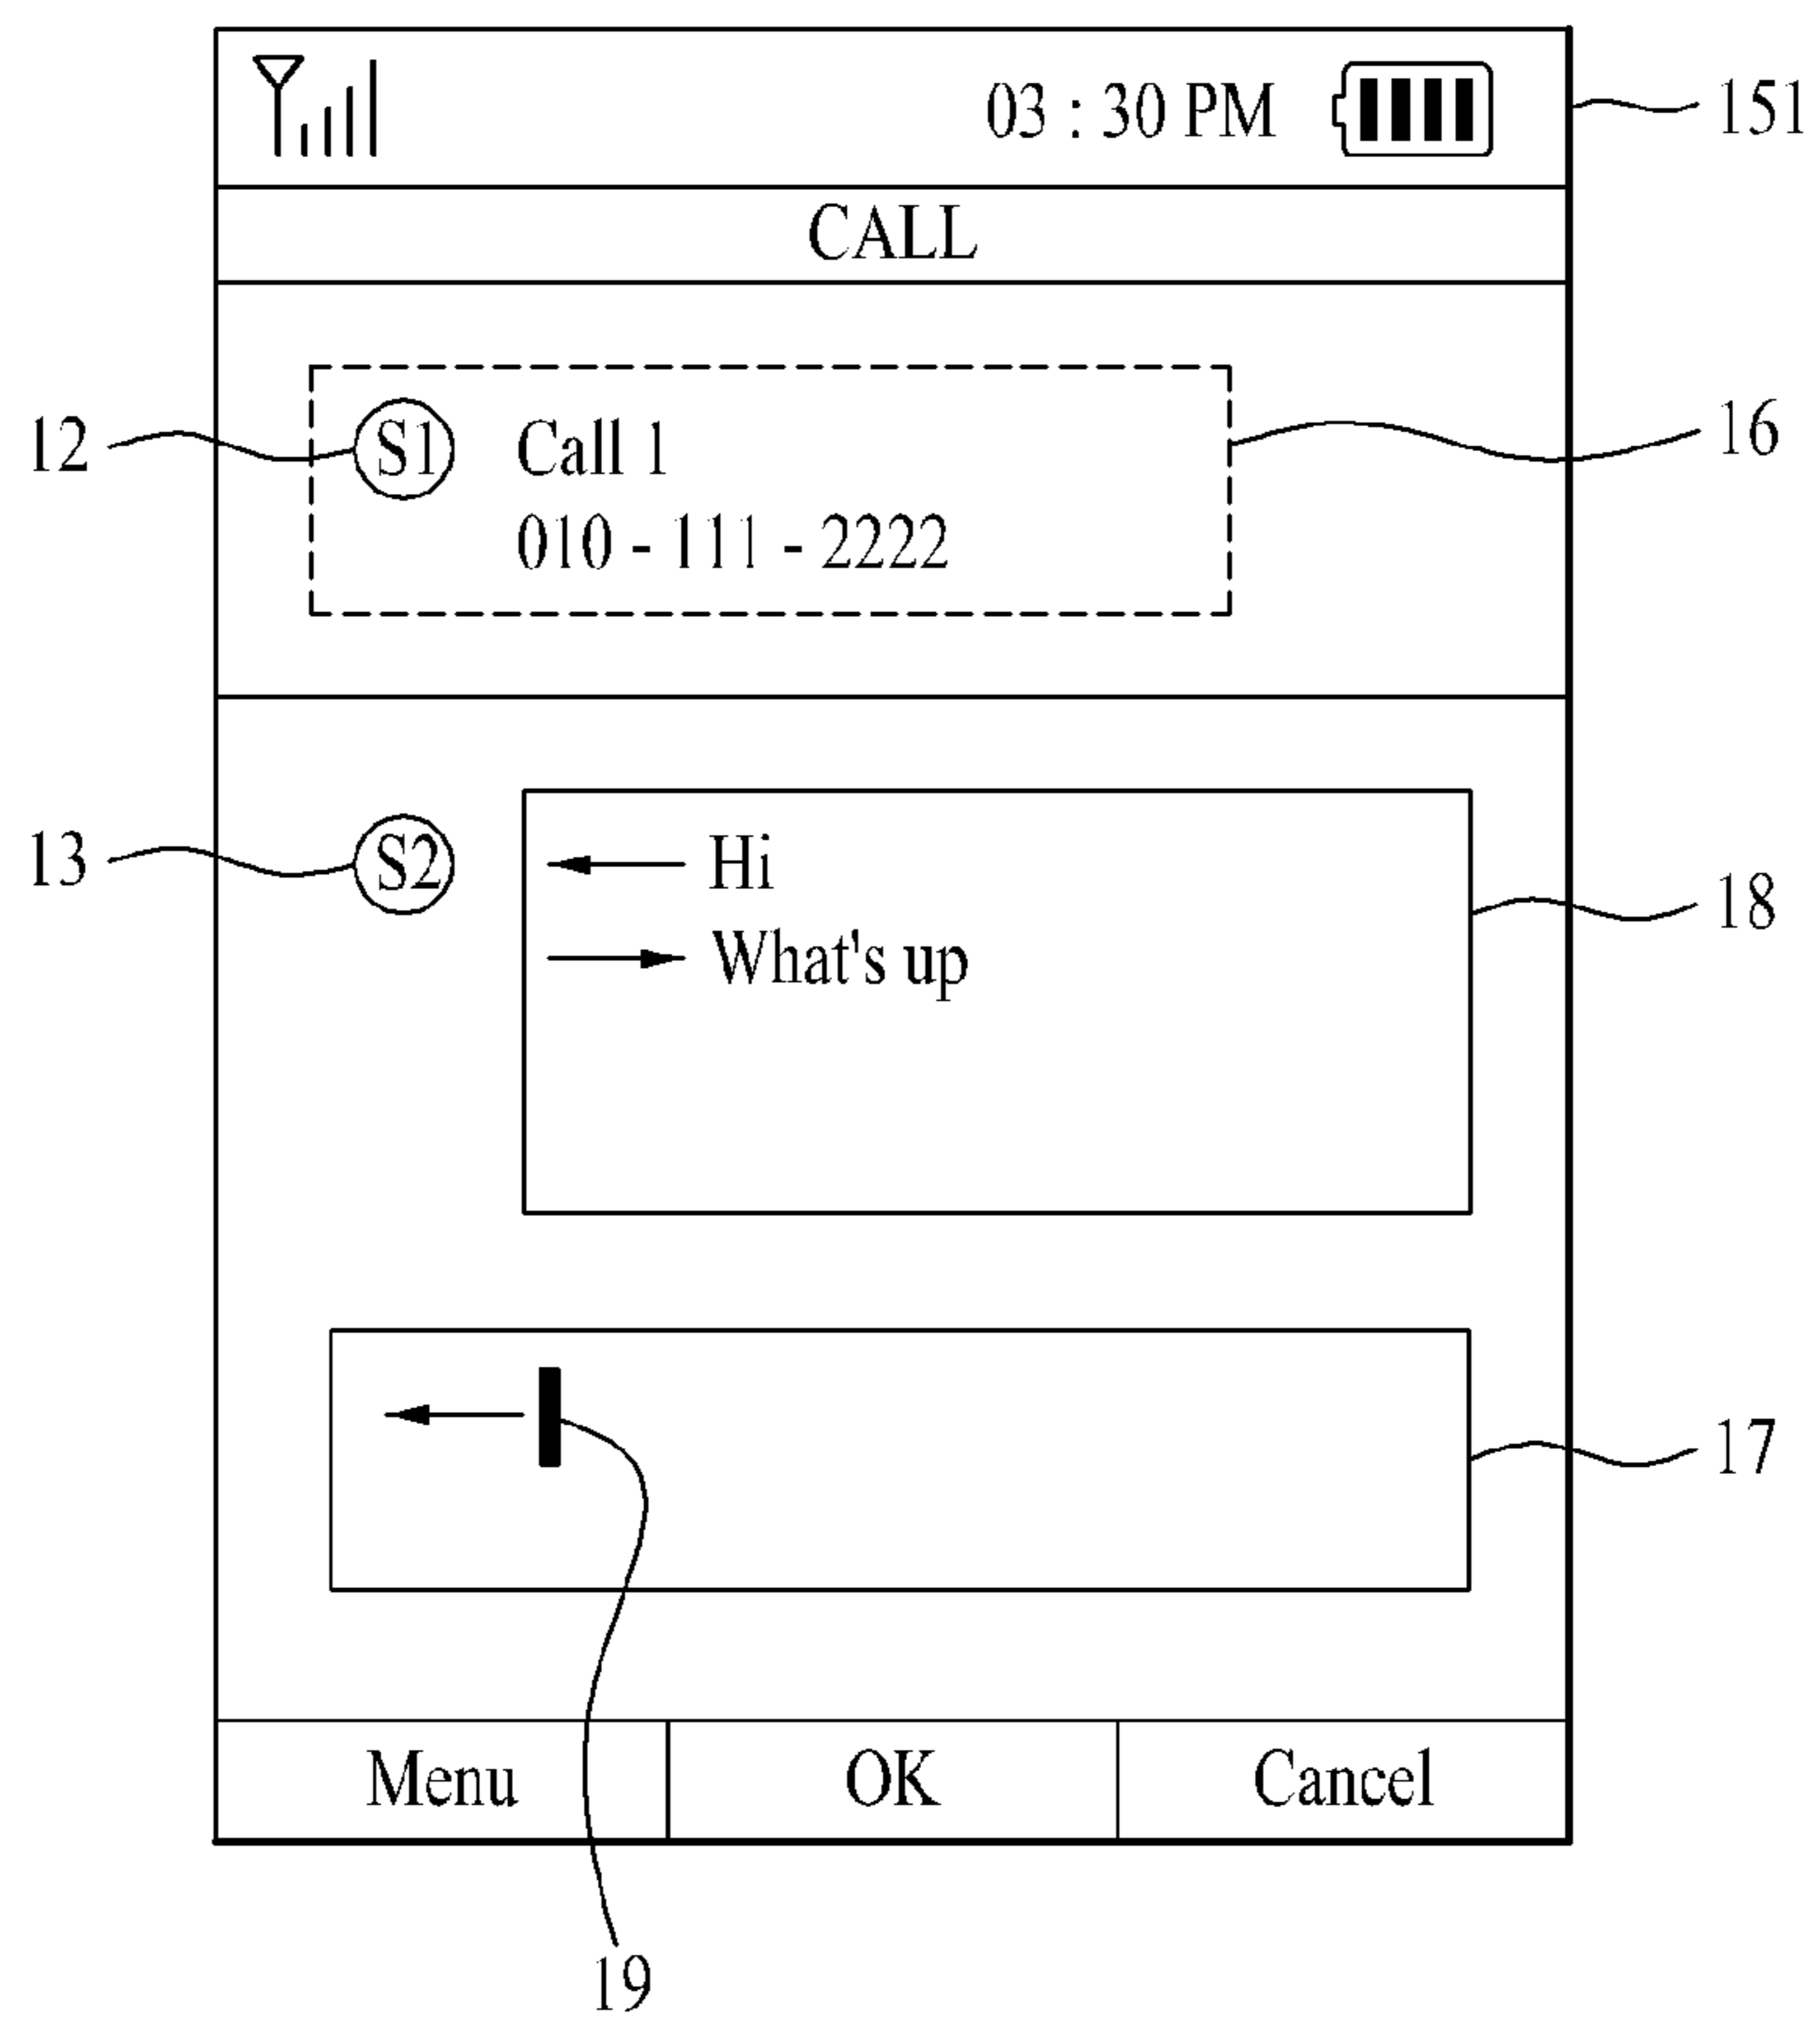 03 : 30 PM
151
CALL
12
S1
Call 1
16
010 - 111 - 2222
13
S2
Hi
18
What's up
17
Menu
OK
Cancel
19